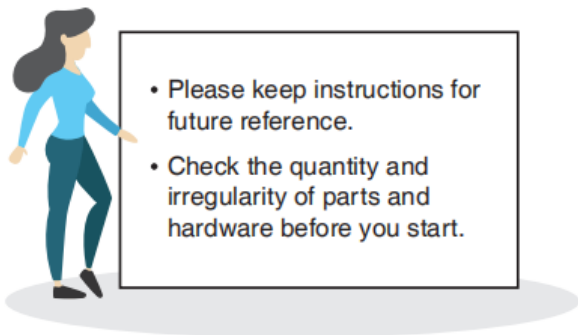 • Please keep instructions for
future reference.
• Check the quantity and
irregularity of parts and
hardware before you start.